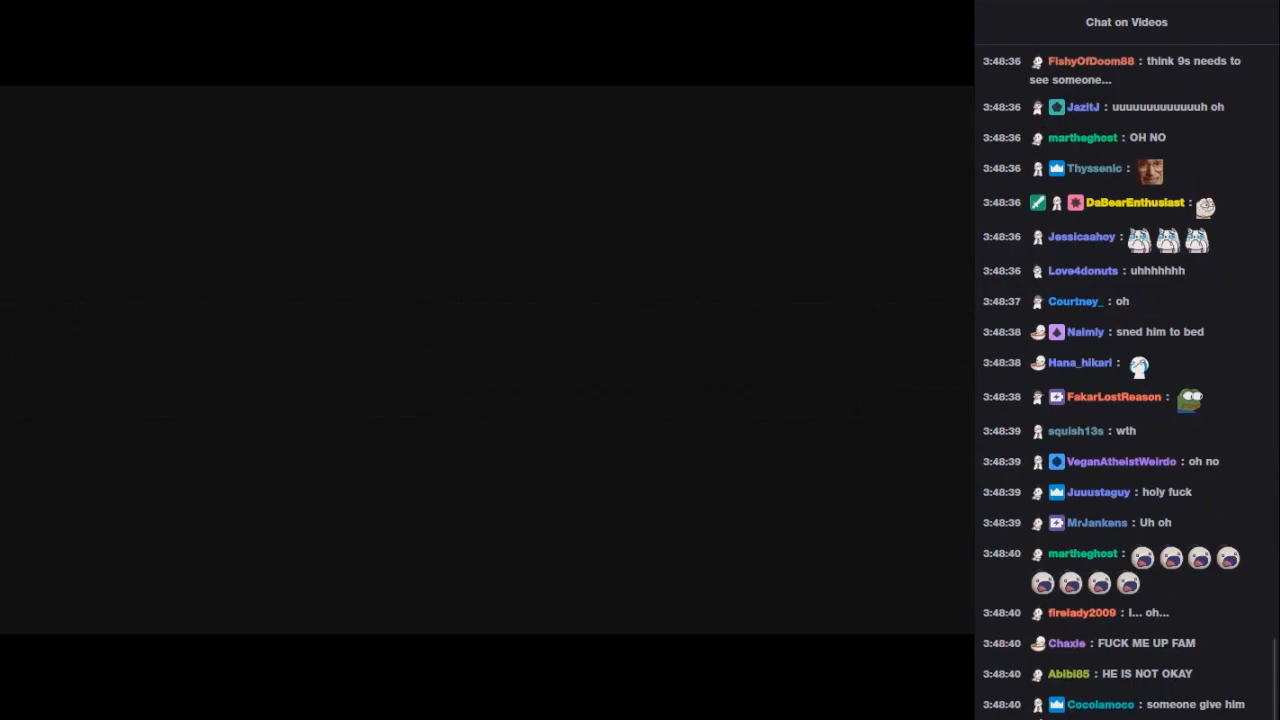 Chat on Videos
3:48:36 FishyOfDoom88 : think 9s needs to
see someone...
3:48:36 JazitJ : uuuuuuuuuuuuuh oh
3:48:36 martheghost : OH NO
3:48:36 Thyssenic :
3:48:36 DaBearEnthusiast :
3:48:36 Jessicaahoy :
3:48:36 Love4donuts : uhhhhhhh
3:48:37 Courtney_ : oh
3:48:38 Naimly : sned him to bed
3:48:38 Hana_hikari :
3:48:38 FakarLostReason :
3:48:39 squish13s : wth
3:48:39 VeganAtheistWeirdo : oh no
3:48:39 Juuustaguy : holy fuck
3:48:39 MrJankens : Uh oh
3:48:40 martheghost :
3:48:40 firelady2009 : I... oh...
3:48:40 Chaxie : FUCK ME UP FAM
3:48:40 Abibi85 : HE IS NOT OKAY
3:48:40 Cocolamoco : someone give him